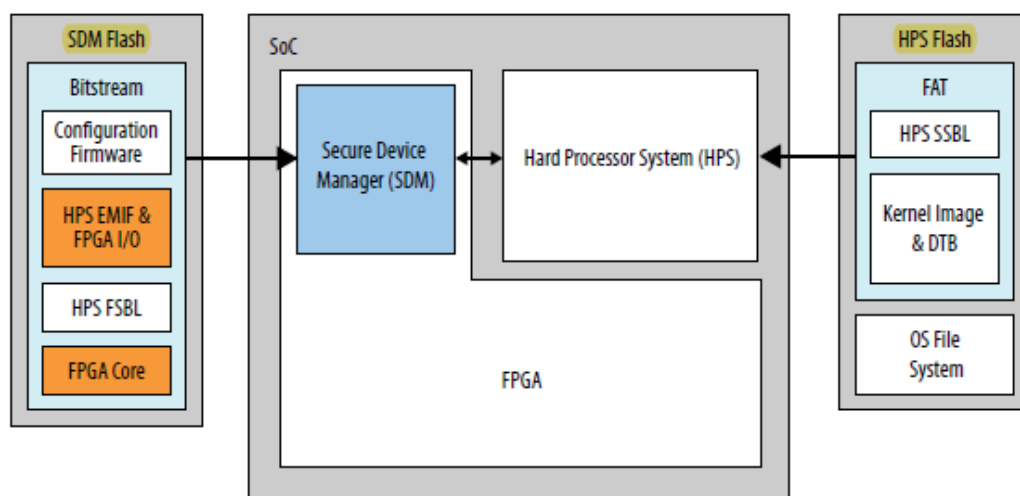 SDM Flash
Bitstream
Configuration
Firmware
HPS EMIF &
FPGA I/O
HPS FSBL
FPGA Core
SoC
Secure Device
Manager (SDM)
Hard Processor System (HPS)
FPGA
HPS Flash
FAT
HPS SSBL
Kernel Image
& DTB
OS File
System